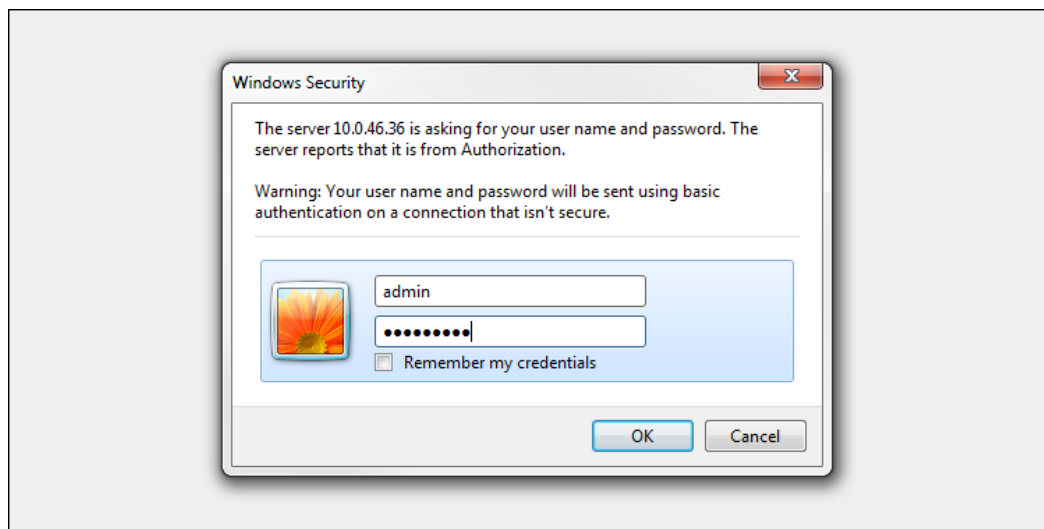 Windows Security
The server 10.0.46.36 is asking for your user name and password. The
server reports that it is from Authorization.
Warning: Your user name and password will be sent using basic
authentication on a connection that isn't secure.
admin
●●●●●●●●●
Remember my credentials
OK
Cancel